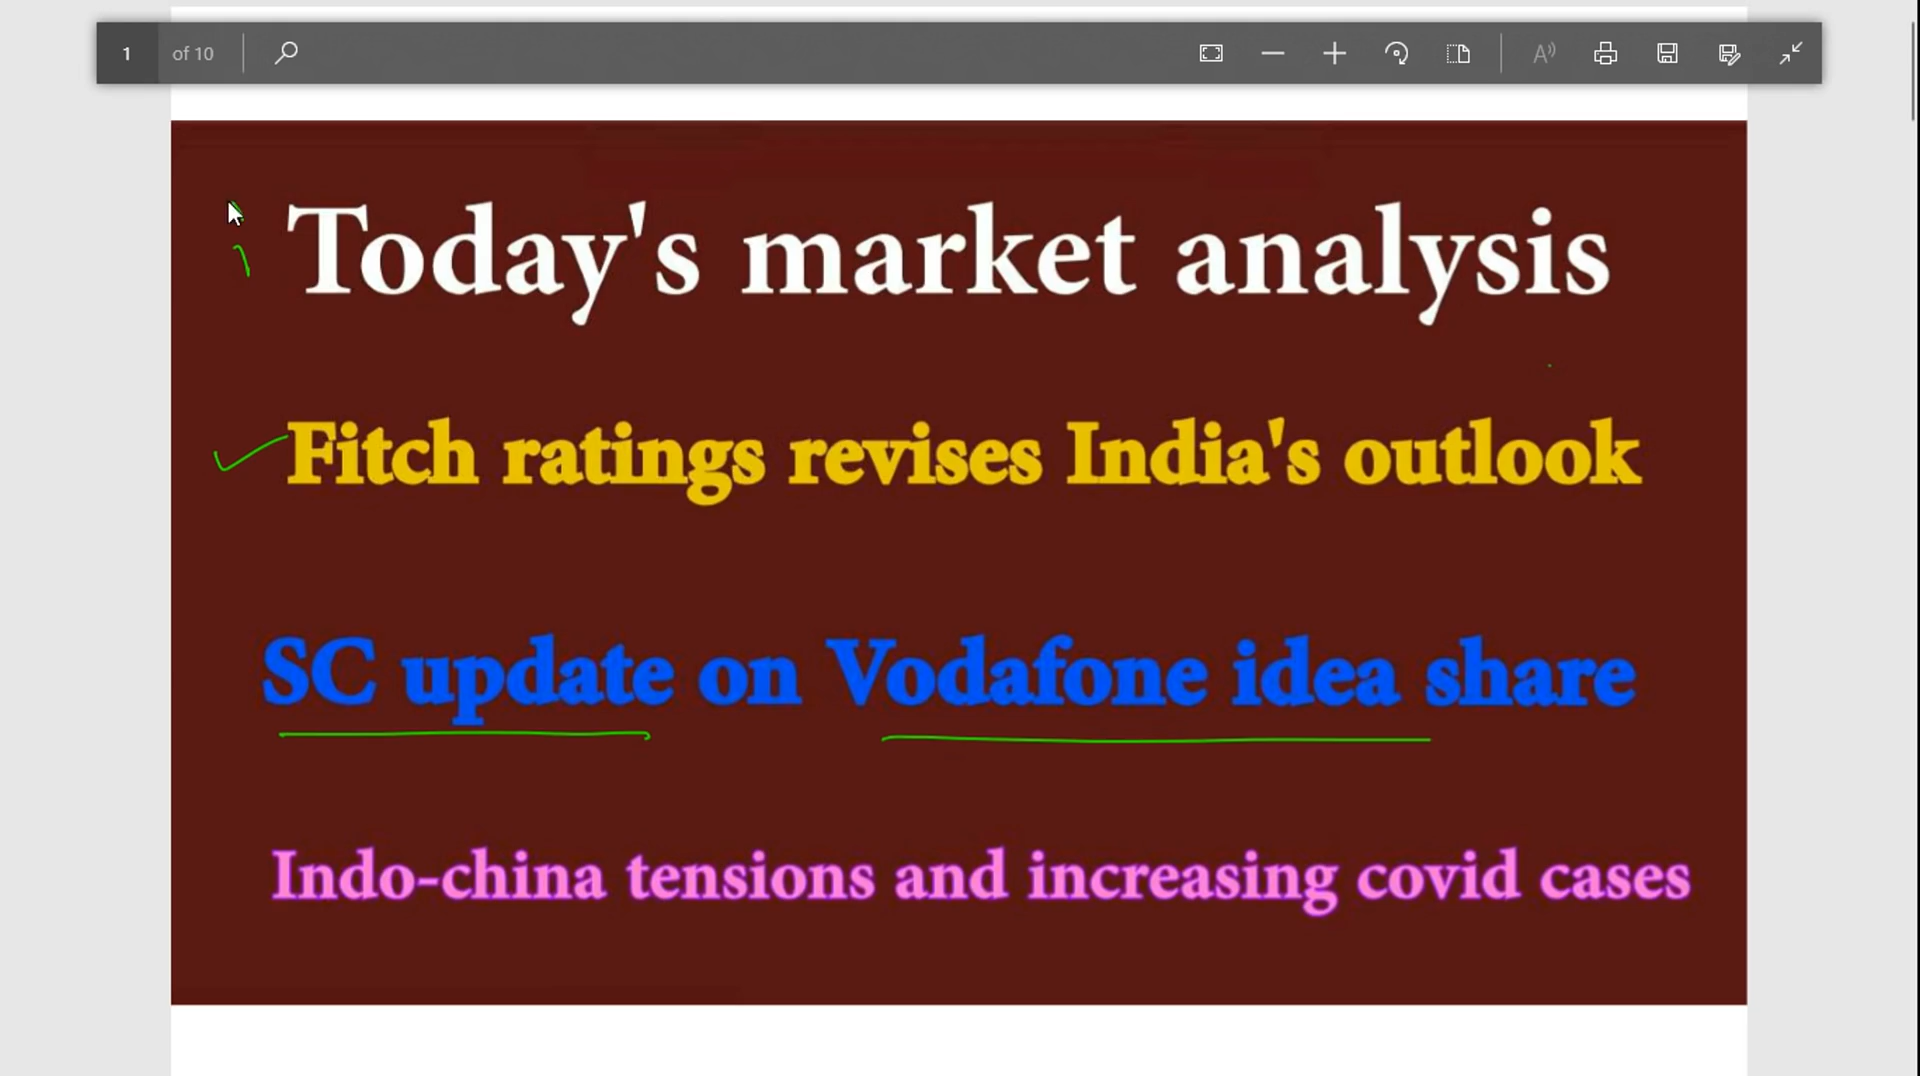 1 of 10
Today's market analysis
Fitch ratings revises India's outlook
SC update on Vodafone idea share
Indo-china tensions and increasing covid cases